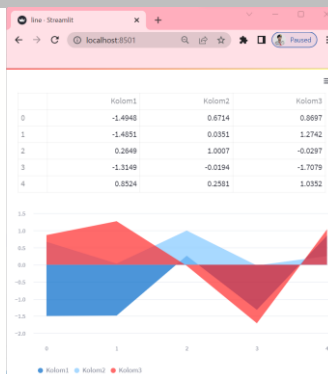 line · Streamlit
localhost:8501
Paused
Kolom1 Kolom2 Kolom3
0 -1.4948 0.6714 0.8697
1 -1.4851 0.0351 1.2742
2 0.2649 1.0007 -0.0297
3 -1.3149 -0.0194 -1.7079
4 0.8524 0.2581 1.0352
1.5
1.0
0.5
0.0
-0.5
-1.0
-1.5
-2.0
0 1 2 3 4
Kolom1 Kolom2 Kolom3